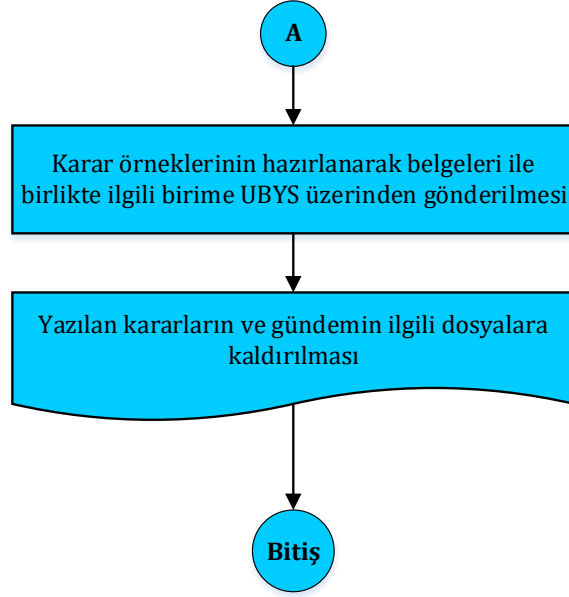 A
Karar örneklerinin hazırlanarak belgeleri ile
birlikte ilgili birime UBYS üzerinden gönderilmesi
Yazılan kararların ve gündemin ilgili dosyalara
kaldırılması
Bitiş